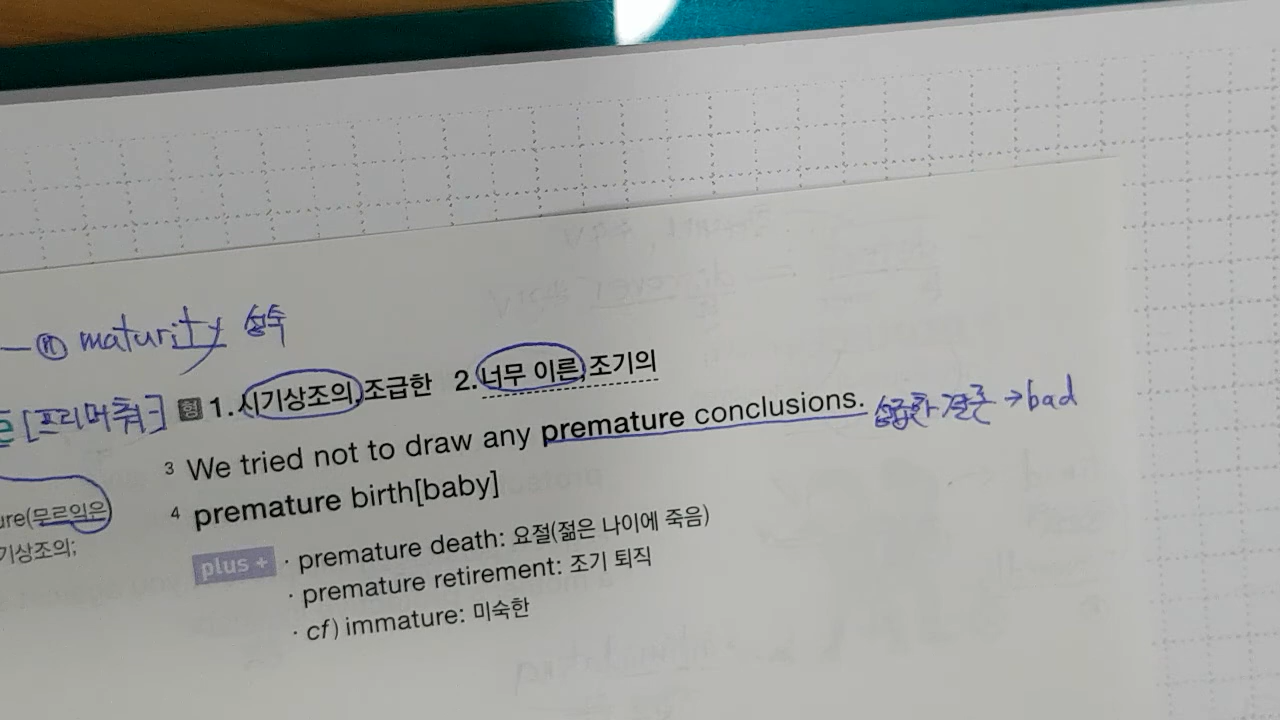 ⓝ maturity 성숙
[프리머춰] 형 1. 시기상조의, 조급한 2. 너무 이른, 조기의
3 We tried not to draw any premature conclusions. 성급한 결론 → bad
ure(무르익은
4 premature birth[baby]
기상조의;
plus + · premature death: 요절(젊은 나이에 죽음)
· premature retirement: 조기 퇴직
· cf) immature: 미숙한